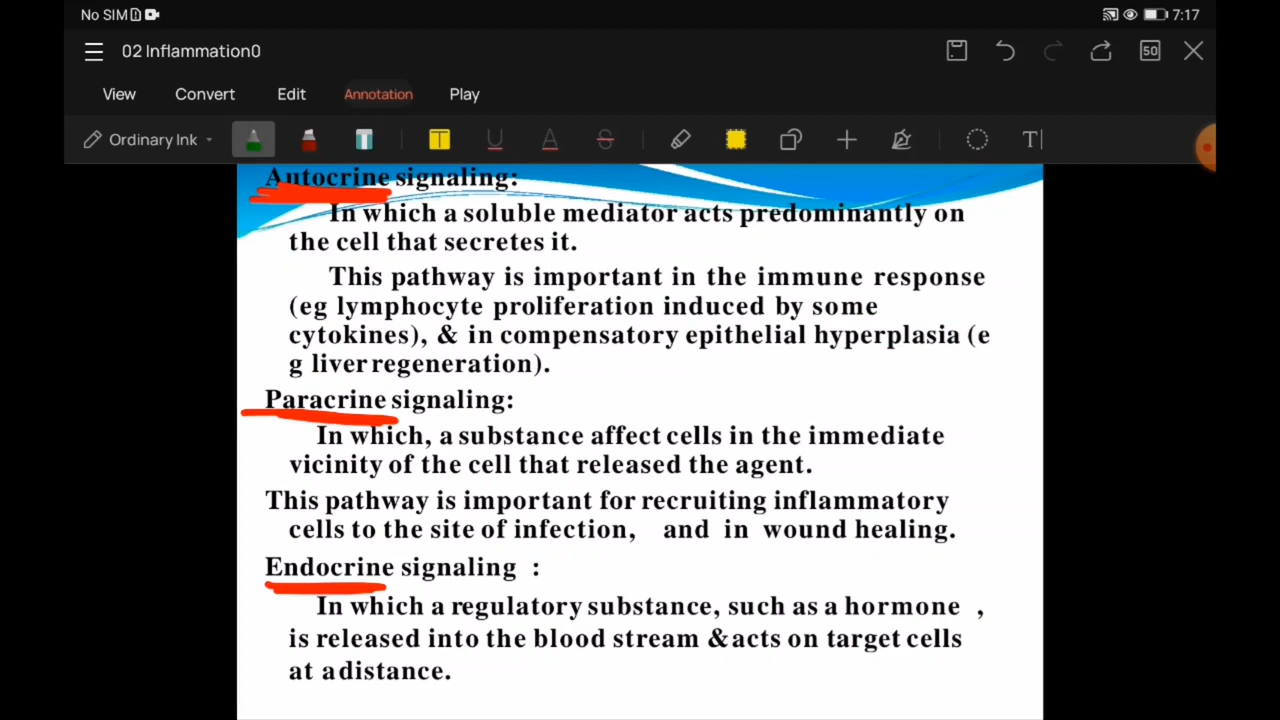 No SIM 7:17
02 Inflammation0 50
View Convert Edit Annotation Play
Ordinary Ink T U A S T
Autocrine signaling:
In which a soluble mediator acts predominantly on
the cell that secretes it.
This pathway is important in the immune response
(eg lymphocyte proliferation induced by some
cytokines), & in compensatory epithelial hyperplasia (e
g liver regeneration).
Paracrine signaling:
In which, a substance affect cells in the immediate
vicinity of the cell that released the agent.
This pathway is important for recruiting inflammatory
cells to the site of infection, and in wound healing.
Endocrine signaling :
In which a regulatory substance, such as a hormone ,
is released into the blood stream &acts on target cells
at adistance.